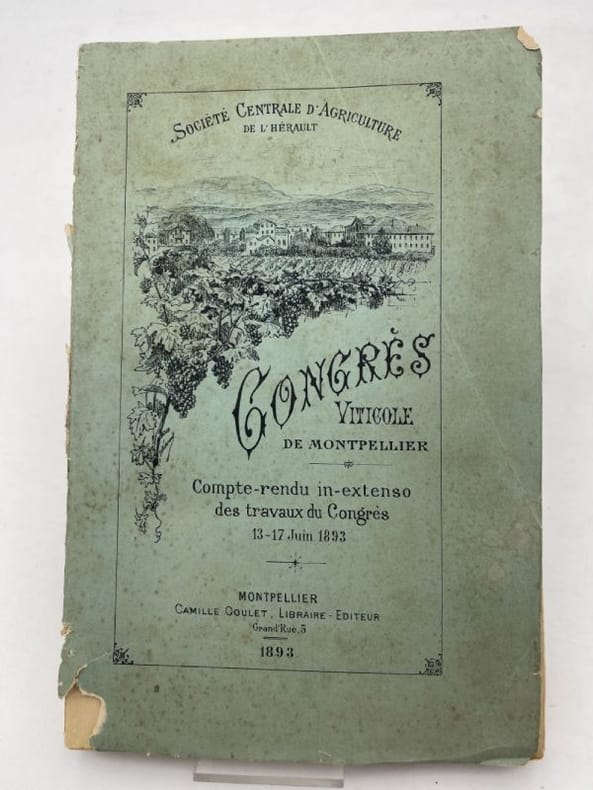 SOCIÉTÉ CENTRALE D'AGRICULTURE
DE L'HÉRAULT
CONGRÈS
VITICOLE
DE MONTPELLIER
Compte-rendu in-extenso
des travaux du Congrès
13-17 Juin 1893
MONTPELLIER
CAMILLE COULET, LIBRAIRE-EDITEUR
Grand'Rue, 5
1893